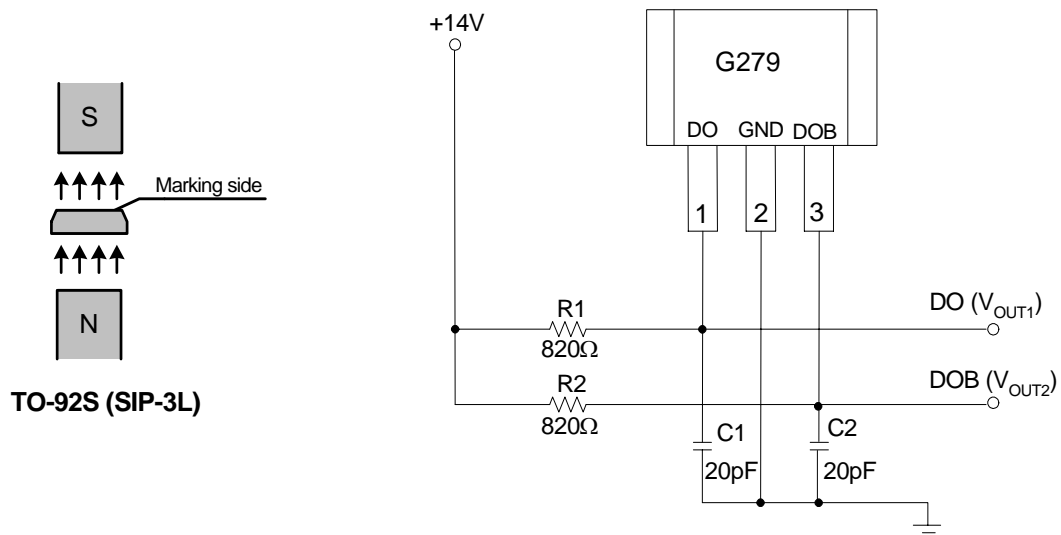 S
Marking side
N
TO-92S (SIP-3L)
+14V
G279
DO GND DOB
1 2 3
R1
820Ω
DO (VOUT1)
R2
820Ω
DOB (VOUT2)
C1
20pF
C2
20pF